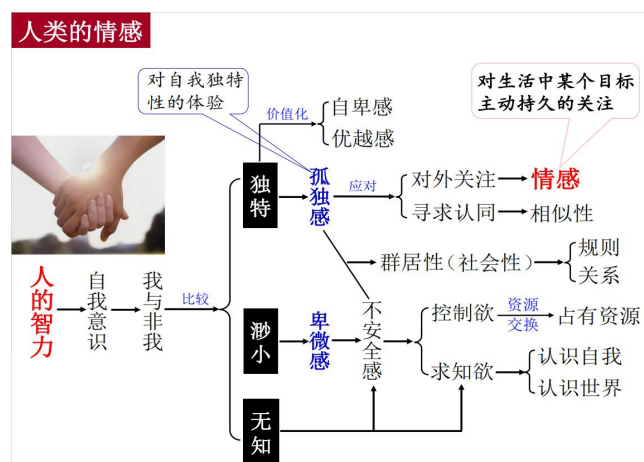 人类的情感
对自我独特
性的体验
对生活中某个目标
主动持久的关注
价值化
自卑感
优越感
独特
孤独感
应对
对外关注
情感
寻求认同
相似性
群居性(社会性)
规则
关系
人的智力
自我意识
我与非我
比较
渺小
卑微感
不安全感
控制欲
资源
交换
占有资源
求知欲
认识自我
认识世界
无知